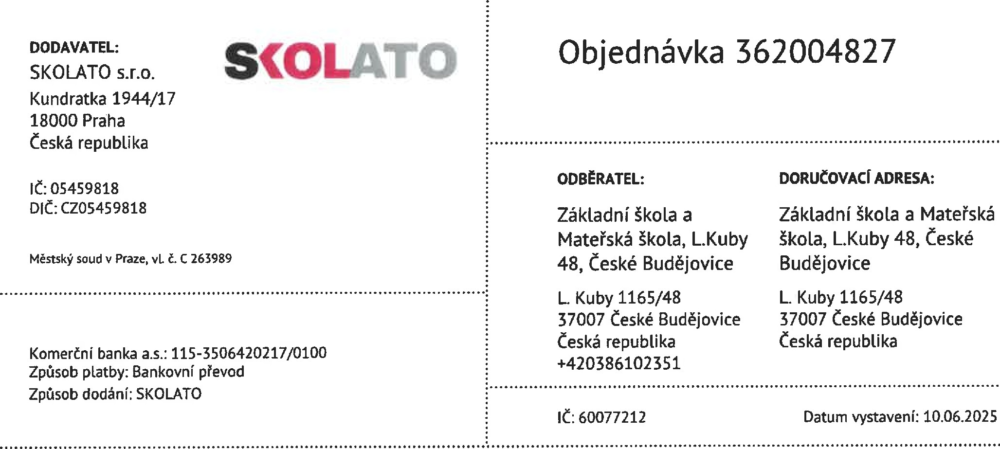 DODAVATEL:
SKOLATO s.r.o.
Kundratka 1944/17
18000 Praha
Česká republika
IČ: 05459818
DIČ: CZ05459818
Městský soud v Praze, vl. č. C 263989
SKOLATO
Komerční banka a.s.: 115-3506420217/0100
Způsob platby: Bankovní převod
Způsob dodání: SKOLATO
Objednávka 362004827
ODBĚRATEL:
Základní škola a
Mateřská škola, L.Kuby
48, České Budějovice
L. Kuby 1165/48
37007 České Budějovice
Česká republika
+420386102351
DORUČOVACÍ ADRESA:
Základní škola a Mateřská
škola, L.Kuby 48, České
Budějovice
L. Kuby 1165/48
37007 České Budějovice
Česká republika
IČ: 60077212
Datum vystavení: 10.06.2025